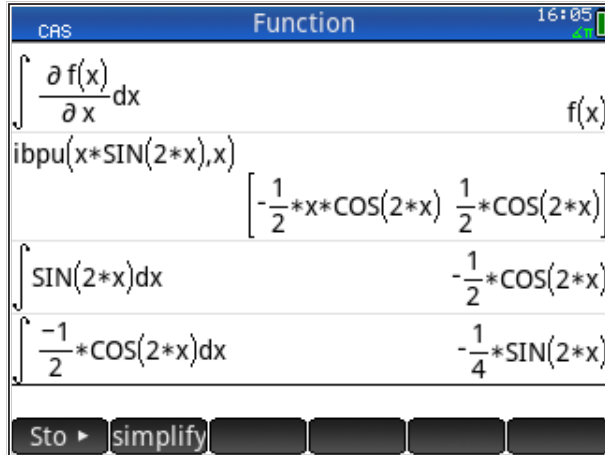 CAS Function 16:05 ∡π
∫ ∂f(x)/∂x dx
f(x)
ibpu(x*SIN(2*x),x)
[-1/2*x*COS(2*x) 1/2*COS(2*x)]
∫ SIN(2*x)dx -1/2*COS(2*x)
∫ -1/2*COS(2*x)dx -1/4*SIN(2*x)
Sto ► simplify